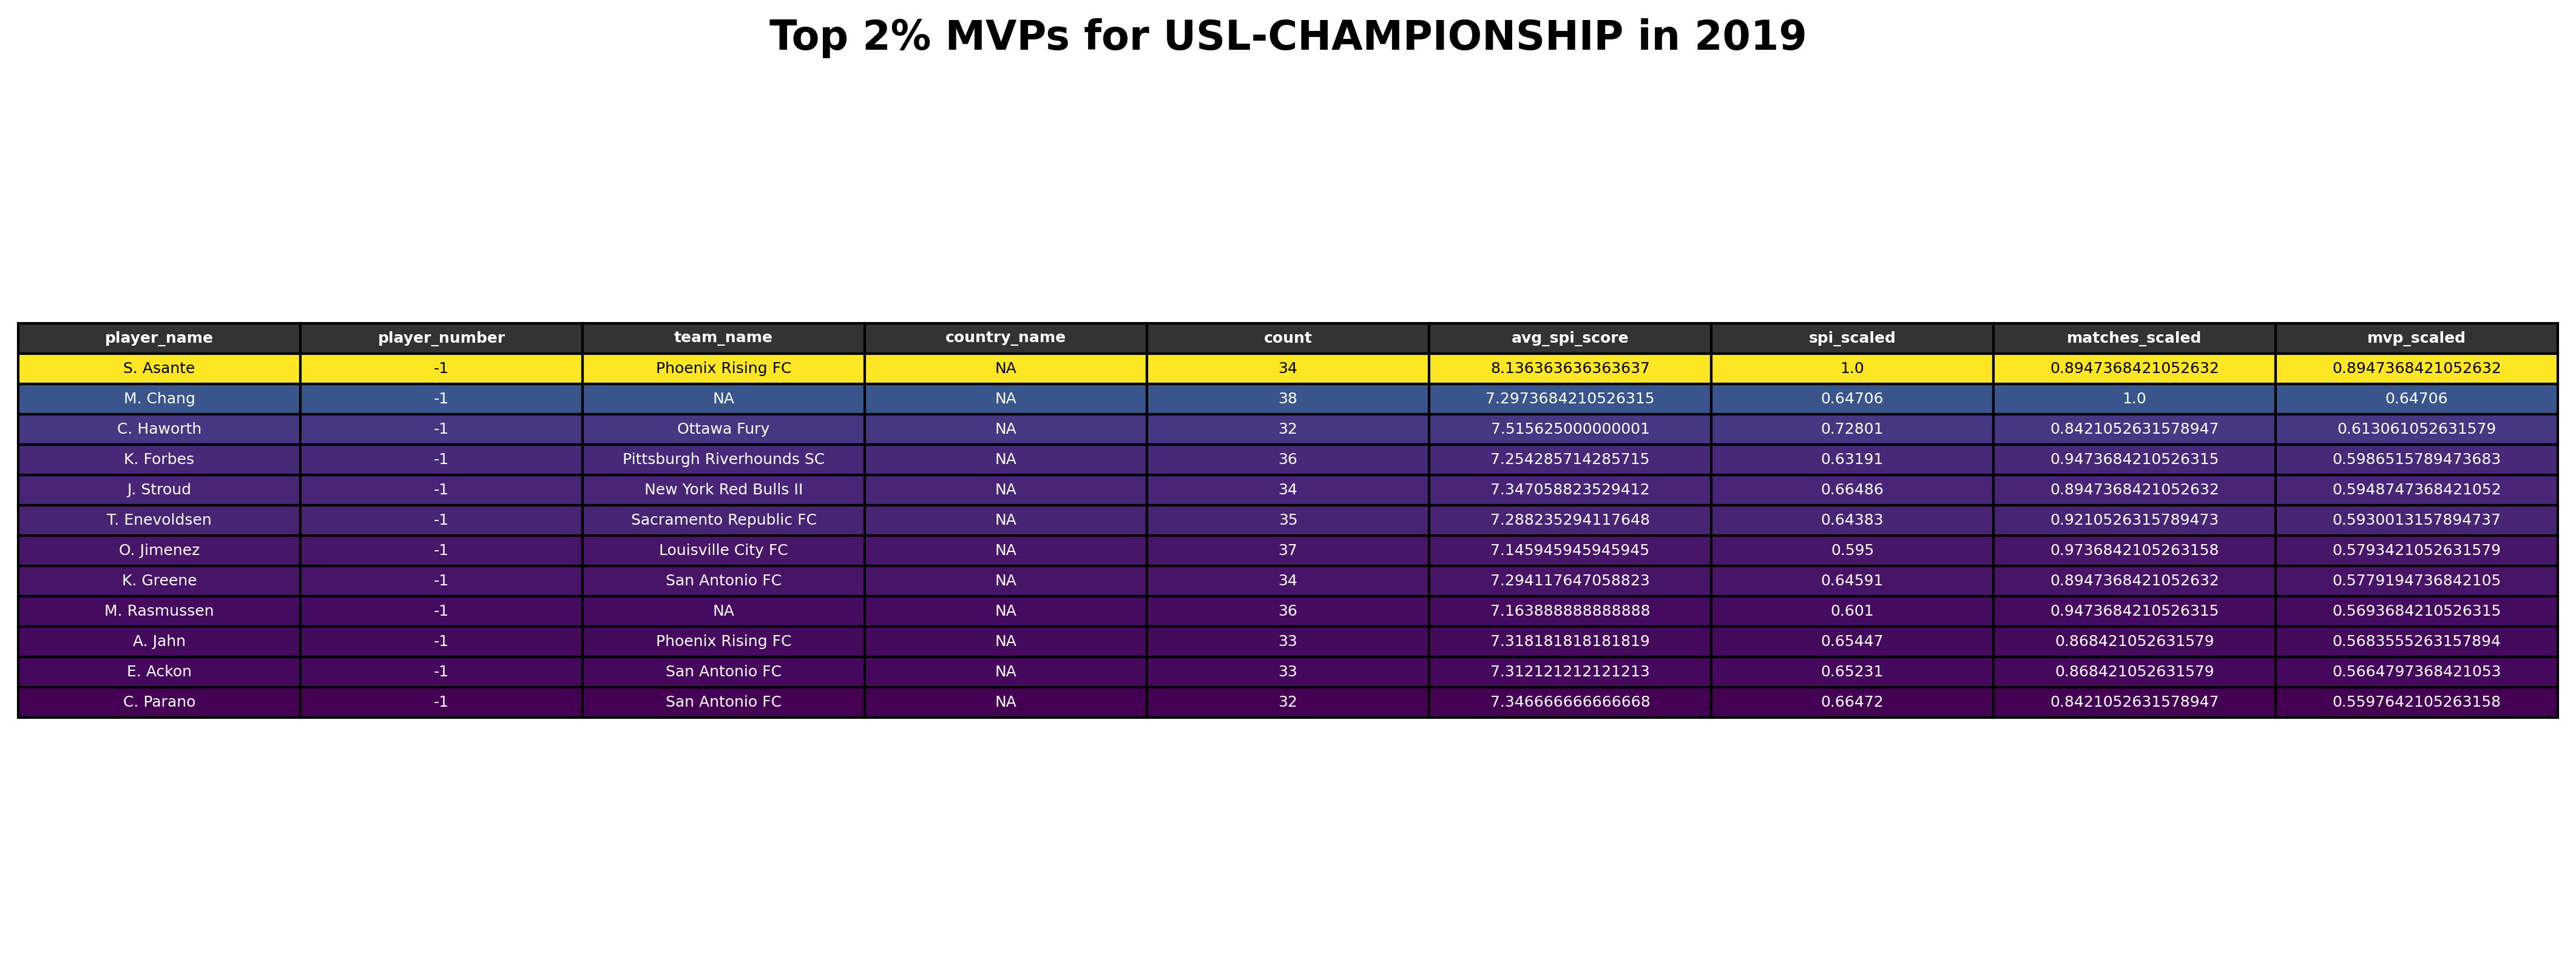 Top 2% MVPs for USL-CHAMPIONSHIP in 2019
player_name player_number team_name country_name count avg_spi_score spi_scaled matches_scaled mvp_scaled
S. Asante -1 Phoenix Rising FC NA 34 8.136363636363637 1.0 0.8947368421052632 0.8947368421052632
M. Chang -1 NA NA 38 7.2973684210526315 0.64706 1.0 0.64706
C. Haworth -1 Ottawa Fury NA 32 7.515625000000001 0.72801 0.8421052631578947 0.613061052631579
K. Forbes -1 Pittsburgh Riverhounds SC NA 36 7.254285714285715 0.63191 0.9473684210526315 0.5986515789473683
J. Stroud -1 New York Red Bulls II NA 34 7.347058823529412 0.66486 0.8947368421052632 0.5948747368421052
T. Enevoldsen -1 Sacramento Republic FC NA 35 7.288235294117648 0.64383 0.9210526315789473 0.5930013157894737
O. Jimenez -1 Louisville City FC NA 37 7.145945945945945 0.595 0.9736842105263158 0.5793421052631579
K. Greene -1 San Antonio FC NA 34 7.294117647058823 0.64591 0.8947368421052632 0.5779194736842105
M. Rasmussen -1 NA NA 36 7.163888888888888 0.601 0.9473684210526315 0.5693684210526315
A. Jahn -1 Phoenix Rising FC NA 33 7.318181818181819 0.65447 0.868421052631579 0.5683555263157894
E. Ackon -1 San Antonio FC NA 33 7.312121212121213 0.65231 0.868421052631579 0.5664797368421053
C. Parano -1 San Antonio FC NA 32 7.346666666666668 0.66472 0.8421052631578947 0.5597642105263158